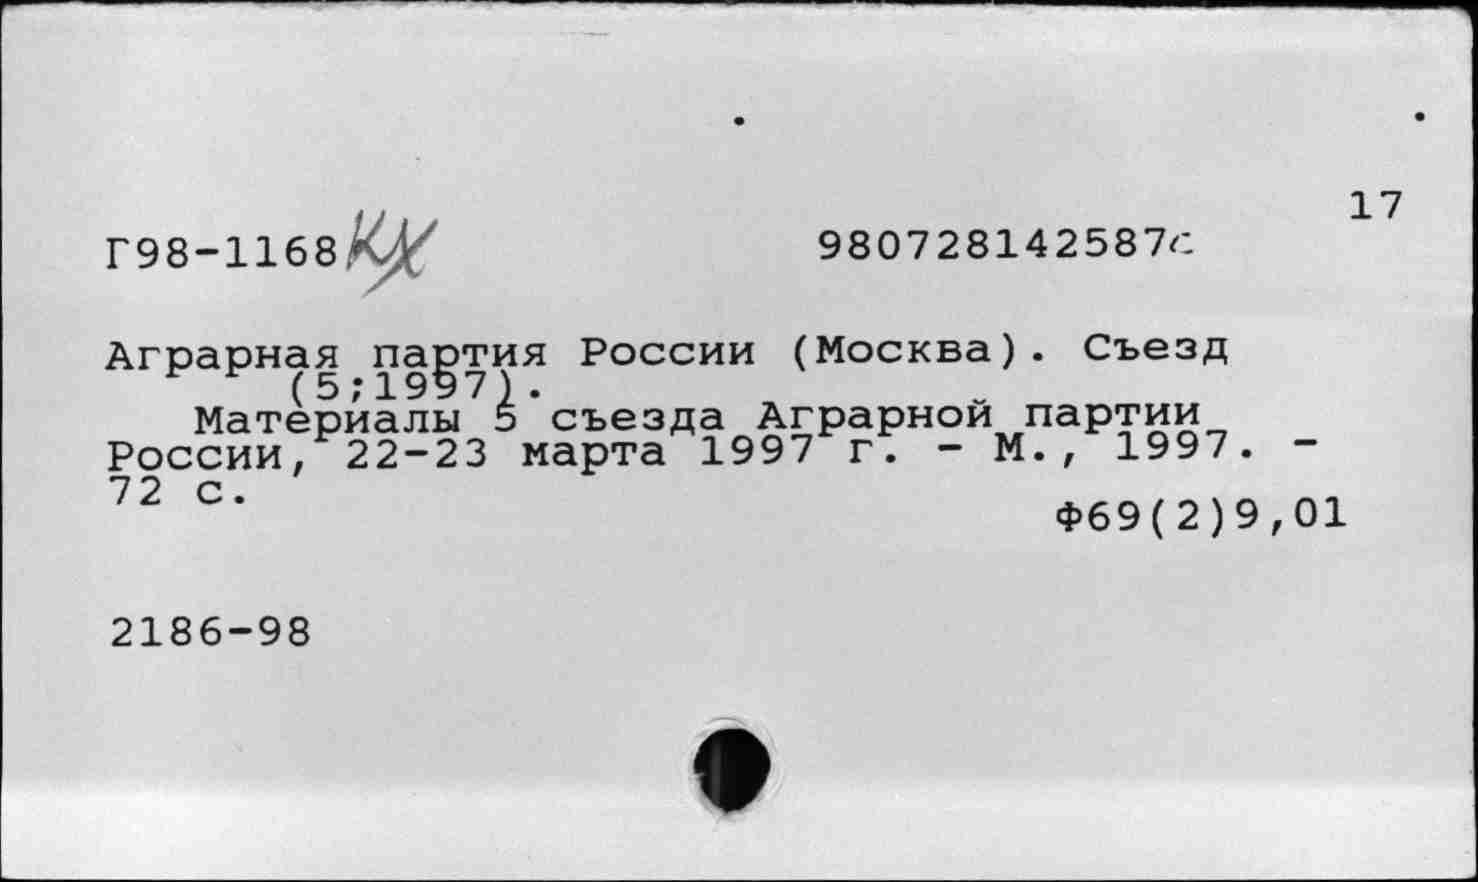 17
Г98-1168 КХ
980728142587с
Аграрная партия России (Москва). Съезд
(5;1997).
Материалы 5 съезда Аграрной партии
России, 22-23 марта 1997 г. - М., 1997. -
72 с.
Ф69(2)9,01
2186-98